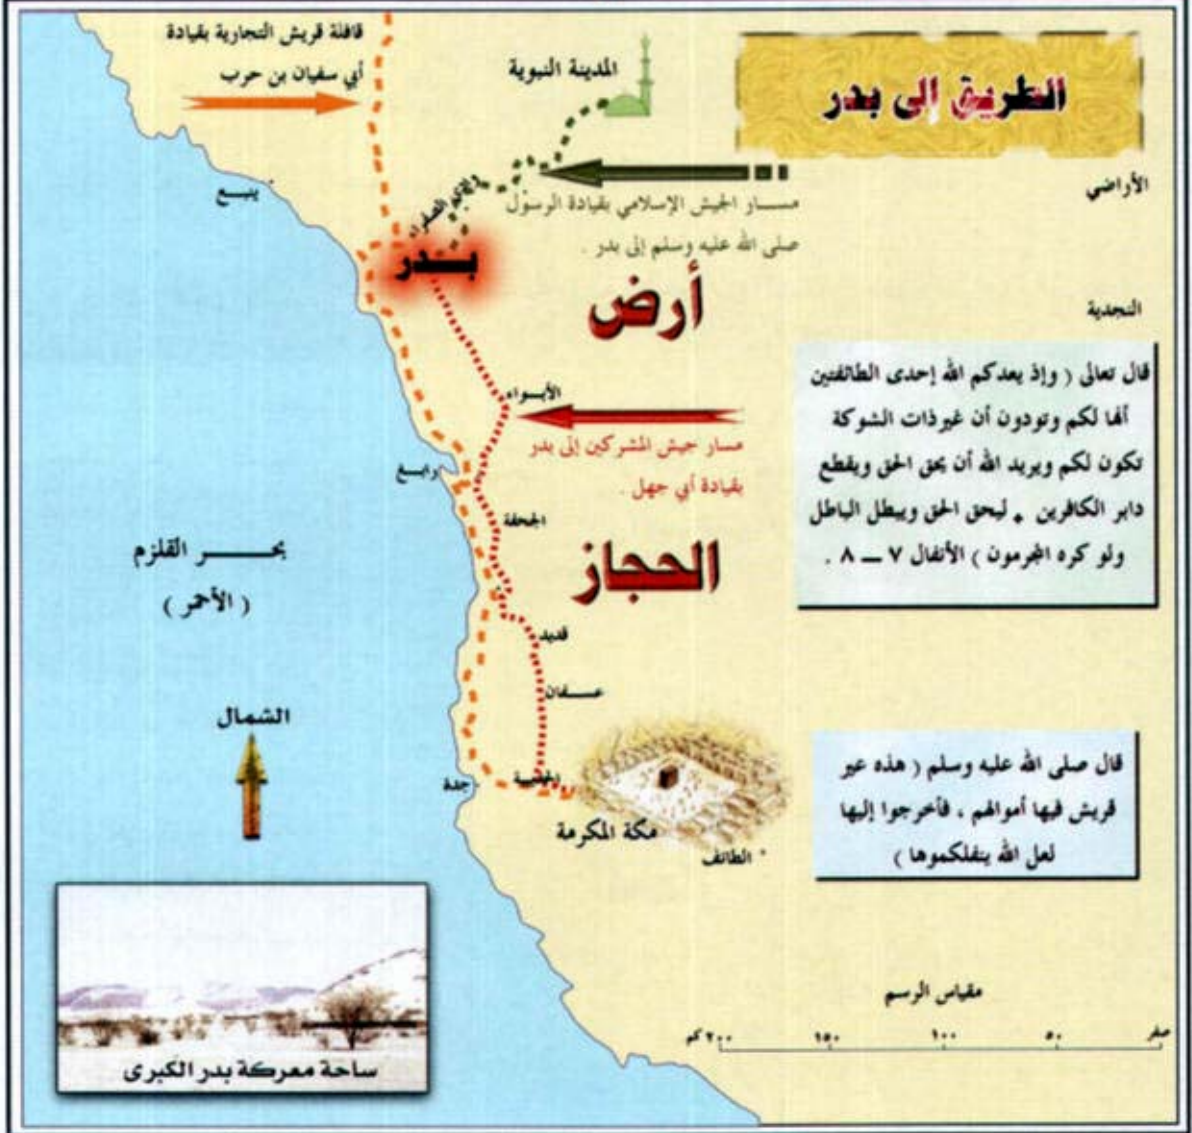 الطريق إلى بدر
قافلة قريش التجارية بقيادة
أبي سفيان بن حرب
المدينة النبوية
وادي الصفراء
مسار الجيش الإسلامي بقيادة الرسول
صلى الله عليه وسلم إلى بدر .
الأراضي
النجدية
ينبع
بدر
أرض
الحجاز
الأبواء
مسار جيش المشركين إلى بدر
بقيادة أبي جهل .
رابغ
الجحفة
قديد
عسفان
جدة
مكة المكرمة
الطائف
بحر القلزم
( الأحمر )
الشمال
قال تعالى ( وإذ يعدكم الله إحدى الطائفتين
أنها لكم وتودون أن غير ذات الشوكة
تكون لكم ويريد الله أن يحق الحق ويقطع
دابر الكافرين . ليحق الحق ويبطل الباطل
ولو كره المجرمون ) الأنفال ٧ ــ ٨ .
قال صلى الله عليه وسلم ( هذه عير
قريش فيها أموالهم ، فأخرجوا إليها
لعل الله ينفلكموها )
مقياس الرسم
صفر ٥٠ ١٠٠ ١٥٠ ٢٠٠ كم
ساحة معركة بدر الكبرى